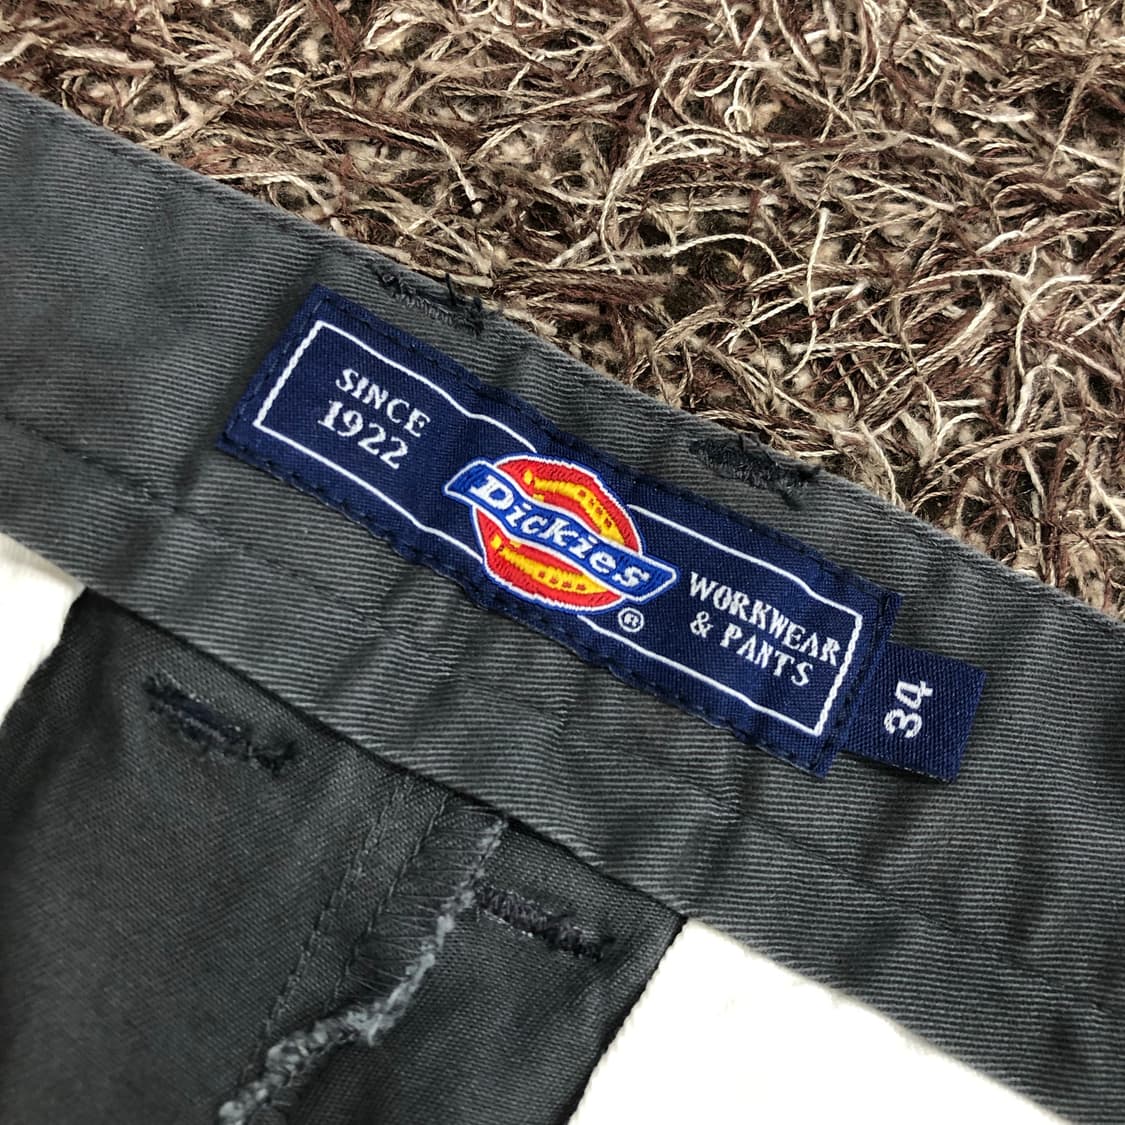 SINCE
1922
Dickies
®
WORKWEAR
& PANTS
34